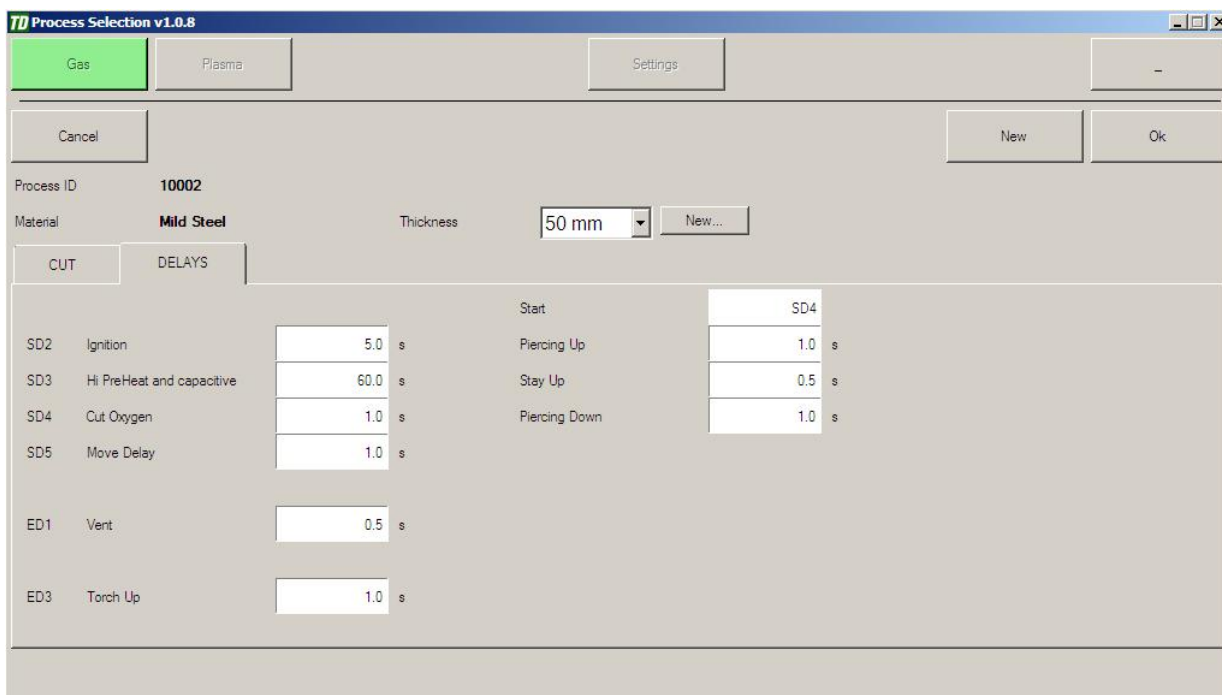 TD Process Selection v1.0.8
Gas Plasma Settings _
Cancel New Ok
Process ID 10002
Material Mild Steel Thickness 50 mm New...
CUT DELAYS
Start SD4
SD2 Ignition 5.0 s Piercing Up 1.0 s
SD3 Hi PreHeat and capacitive 60.0 s Stay Up 0.5 s
SD4 Cut Oxygen 1.0 s Piercing Down 1.0 s
SD5 Move Delay 1.0 s
ED1 Vent 0.5 s
ED3 Torch Up 1.0 s